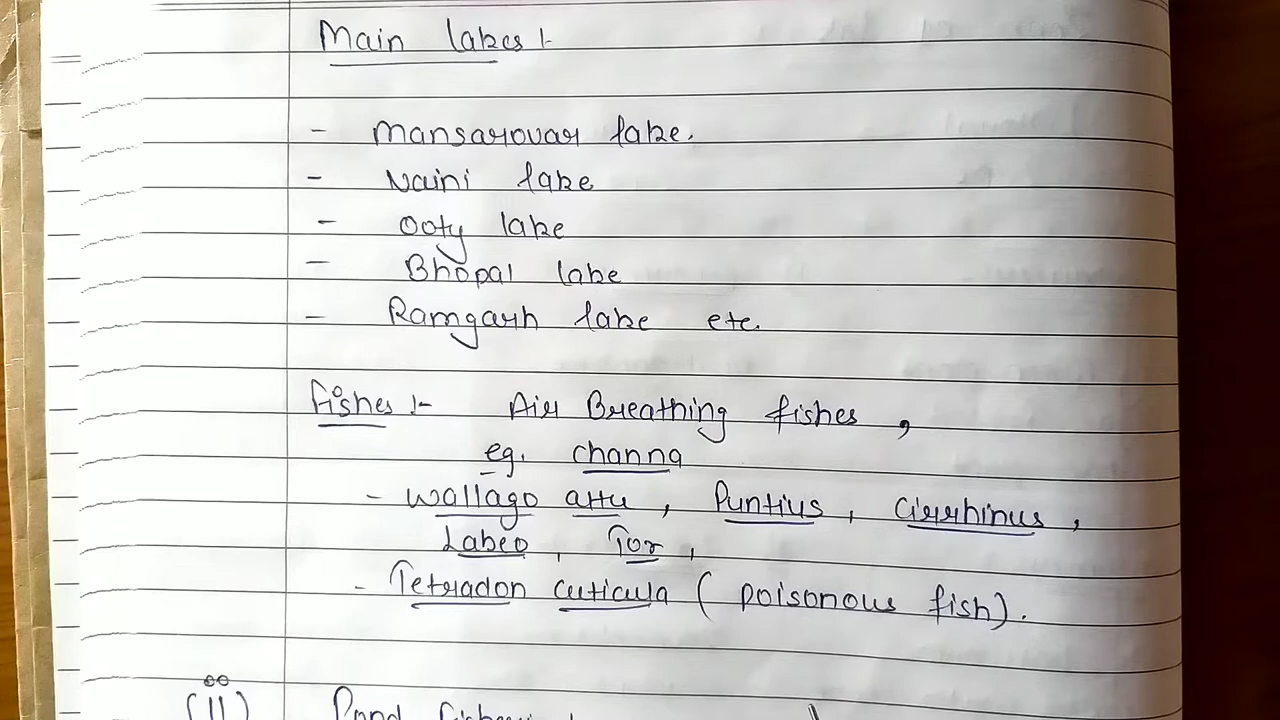 Main lakes :-
- Mansarovar lake.
- Naini lake
- Ooty lake
- Bhopal lake
- Ramgarh lake etc.
Fishes :- Air Breathing fishes ,
eg. channa
- Wallago attu , Puntius , Cirrhinus ,
Labeo , Tor ,
- Tetradon cuticula ( poisonous fish ) .
(ii) Pond